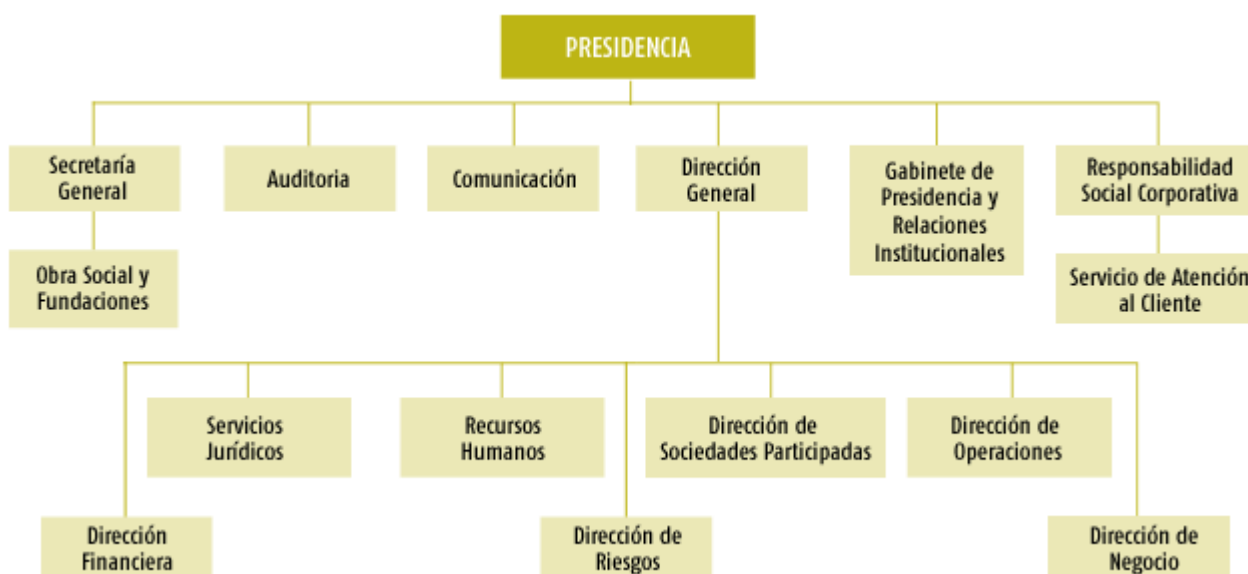 PRESIDENCIA
Secretaría
General
Auditoria
Comunicación
Dirección
General
Gabinete de
Presidencia y
Relaciones
Institucionales
Responsabilidad
Social Corporativa
Obra Social y
Fundaciones
Servicio de Atención
al Cliente
Servicios
Jurídicos
Recursos
Humanos
Dirección de
Sociedades Participadas
Dirección de
Operaciones
Dirección
Financiera
Dirección de
Riesgos
Dirección de
Negocio